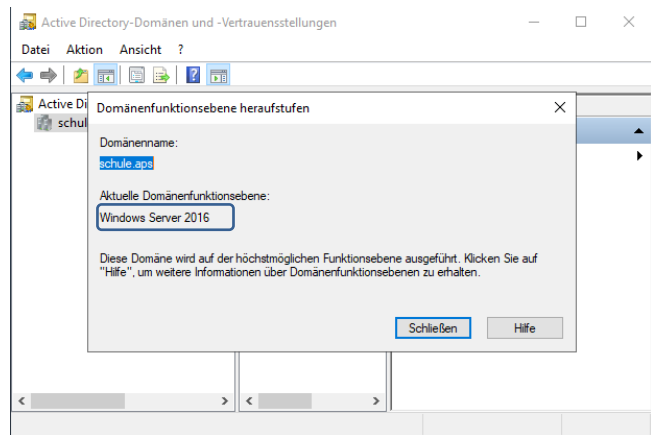 Active Directory-Domänen und -Vertrauensstellungen
Datei Aktion Ansicht ?
Active Di
schul
Domänenfunktionsebene heraufstufen
Domänenname:
schule.aps
Aktuelle Domänenfunktionsebene:
Windows Server 2016
Diese Domäne wird auf der höchstmöglichen Funktionsebene ausgeführt. Klicken Sie auf
"Hilfe", um weitere Informationen über Domänenfunktionsebenen zu erhalten.
Schließen Hilfe